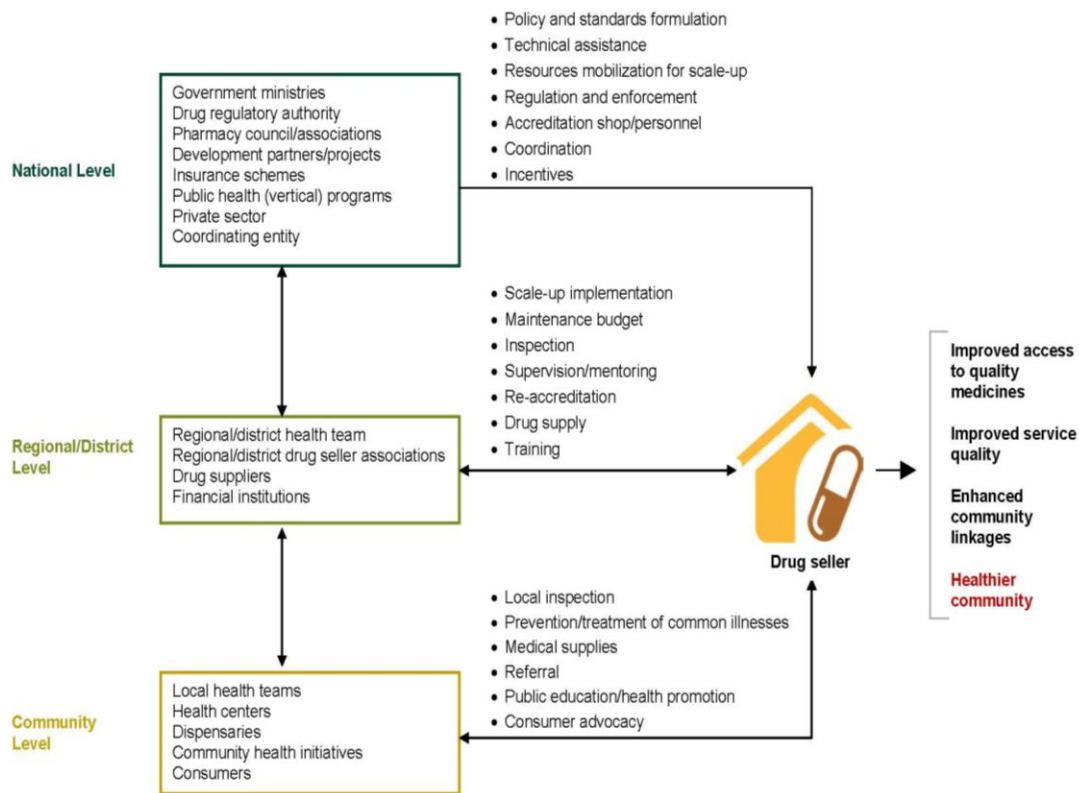 • Policy and standards formulation
• Technical assistance
• Resources mobilization for scale-up
• Regulation and enforcement
• Accreditation shop/personnel
• Coordination
• Incentives
National Level
Government ministries
Drug regulatory authority
Pharmacy council/associations
Development partners/projects
Insurance schemes
Public health (vertical) programs
Private sector
Coordinating entity
• Scale-up implementation
• Maintenance budget
• Inspection
• Supervision/mentoring
• Re-accreditation
• Drug supply
• Training
Regional/District
Level
Regional/district health team
Regional/district drug seller associations
Drug suppliers
Financial institutions
Drug seller
Improved access
to quality
medicines
Improved service
quality
Enhanced
community
linkages
Healthier
community
• Local inspection
• Prevention/treatment of common illnesses
• Medical supplies
• Referral
• Public education/health promotion
• Consumer advocacy
Community
Level
Local health teams
Health centers
Dispensaries
Community health initiatives
Consumers